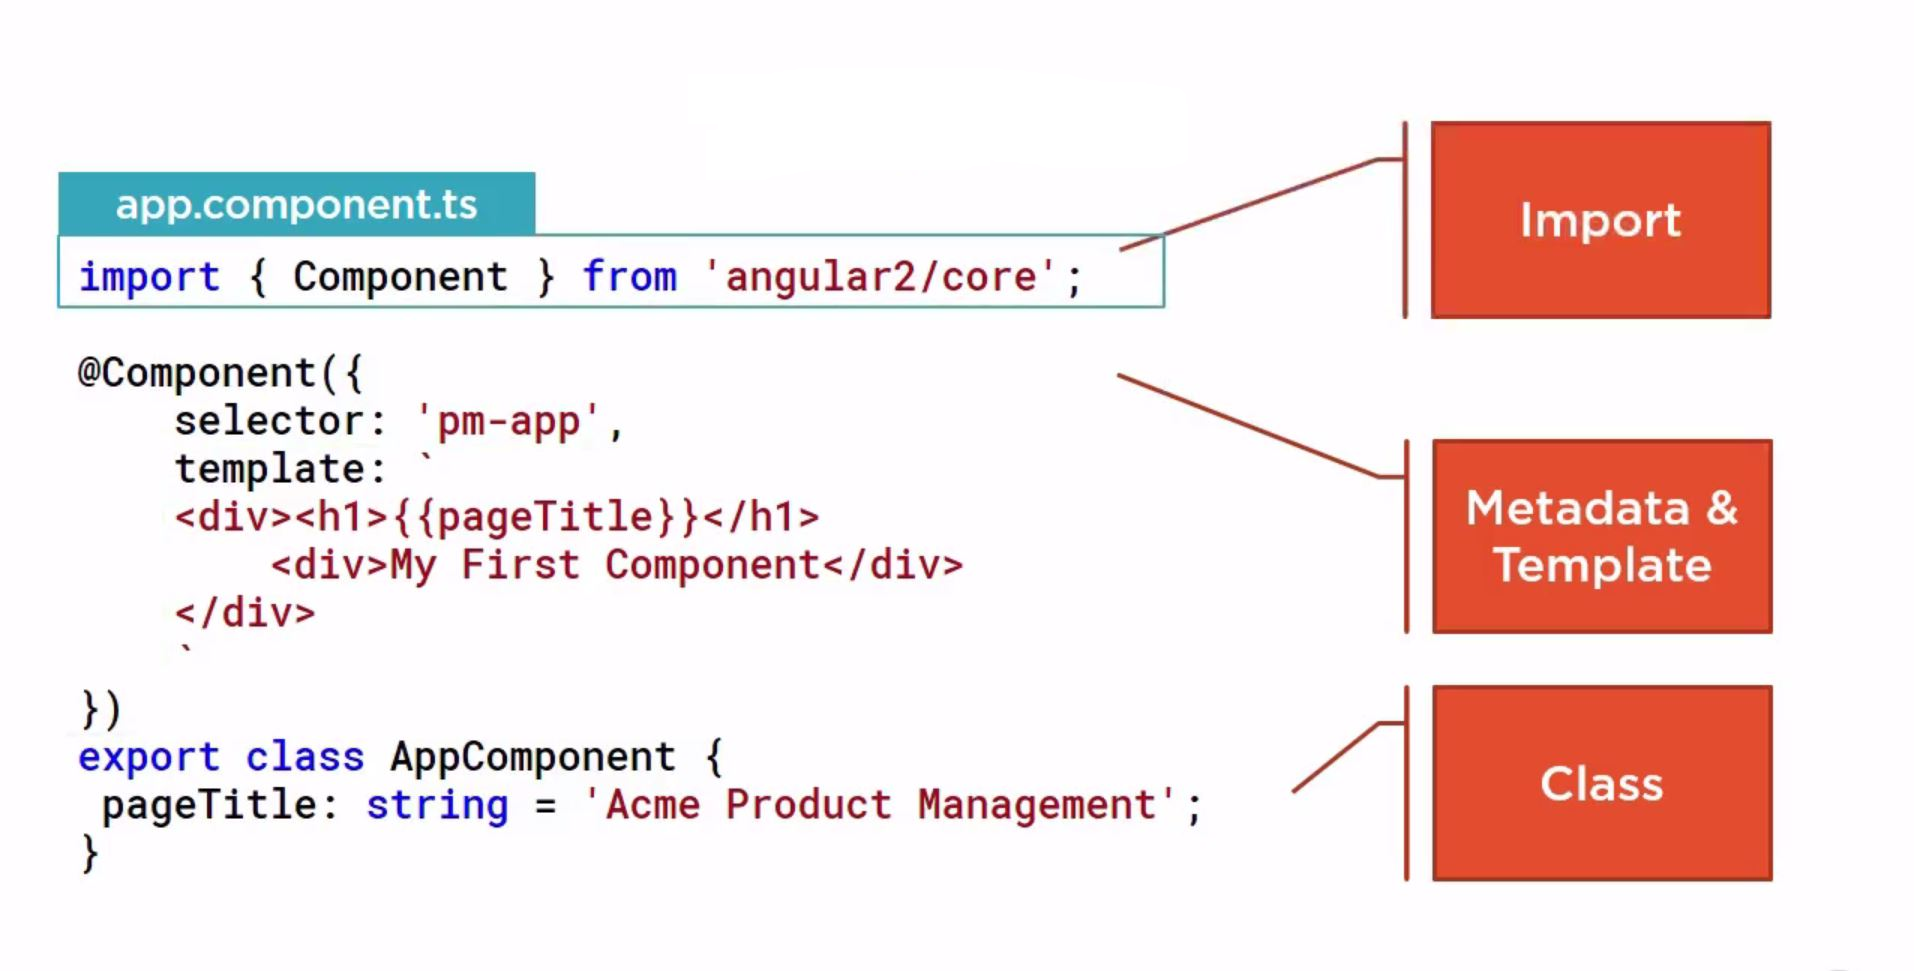 app.component.ts
import { Component } from 'angular2/core';
@Component({
    selector: 'pm-app',
    template: `
    <div><h1>{{pageTitle}}</h1>
        <div>My First Component</div>
    </div>
    `
})
export class AppComponent {
 pageTitle: string = 'Acme Product Management';
}
Import
Metadata &
Template
Class